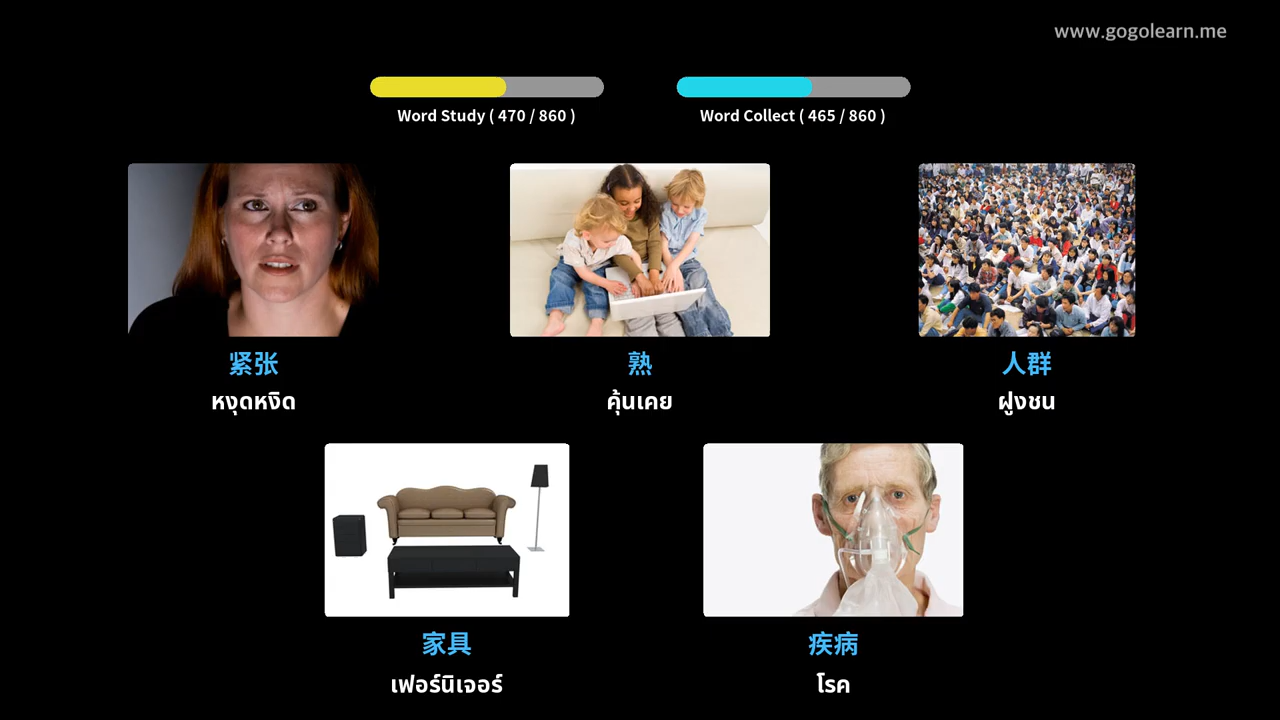 www.gogolearn.me
Word Study ( 470 / 860 )
Word Collect ( 465 / 860 )
紧张
หงุดหงิด
熟
คุ้นเคย
人群
ฝูงชน
家具
เฟอร์นิเจอร์
疾病
โรค